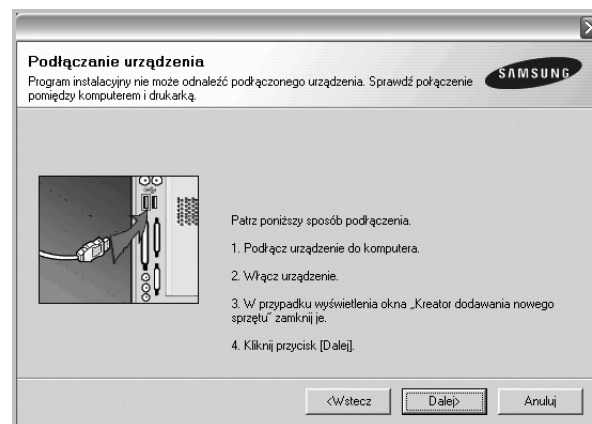 Podłączanie urządzenia
Program instalacyjny nie może odnaleźć podłączonego urządzenia. Sprawdź połączenie
pomiędzy komputerem i drukarką.
SAMSUNG
Patrz poniższy sposób podłączenia.
1. Podłącz urządzenie do komputera.
2. Włącz urządzenie.
3. W przypadku wyświetlenia okna „Kreator dodawania nowego
sprzętu” zamknij je.
4. Kliknij przycisk [Dalej].
<Wstecz
Dalej>
Anuluj